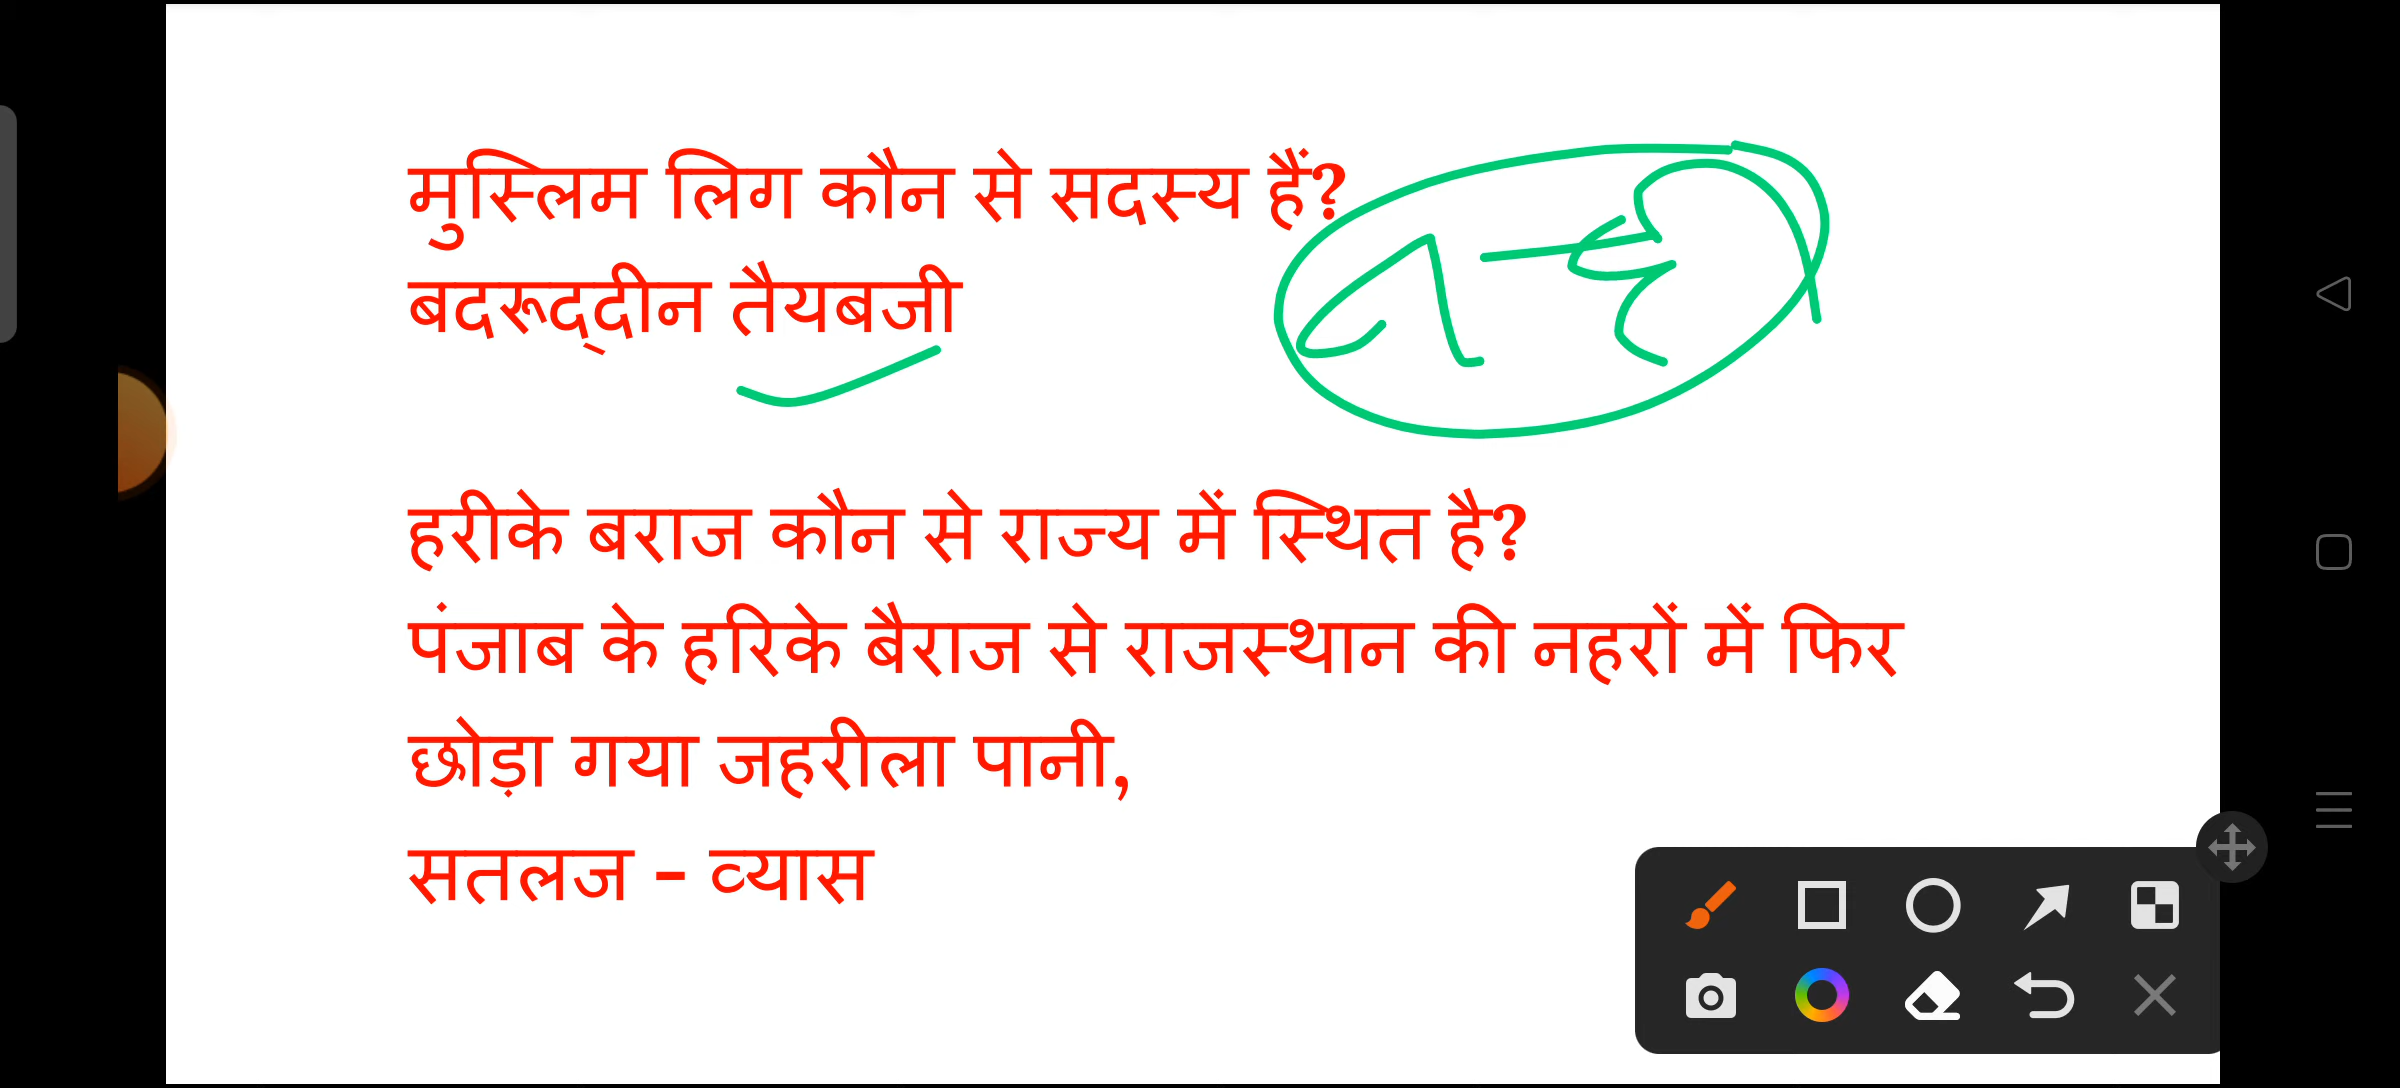 मुस्लिम लिग कौन से सदस्य हैं?
बदरूद्दीन तैयबजी
हरीके बराज कौन से राज्य में स्थित है?
पंजाब के हरिके बैराज से राजस्थान की नहरों में फिर
छोड़ा गया जहरीला पानी,
सतलज - व्यास